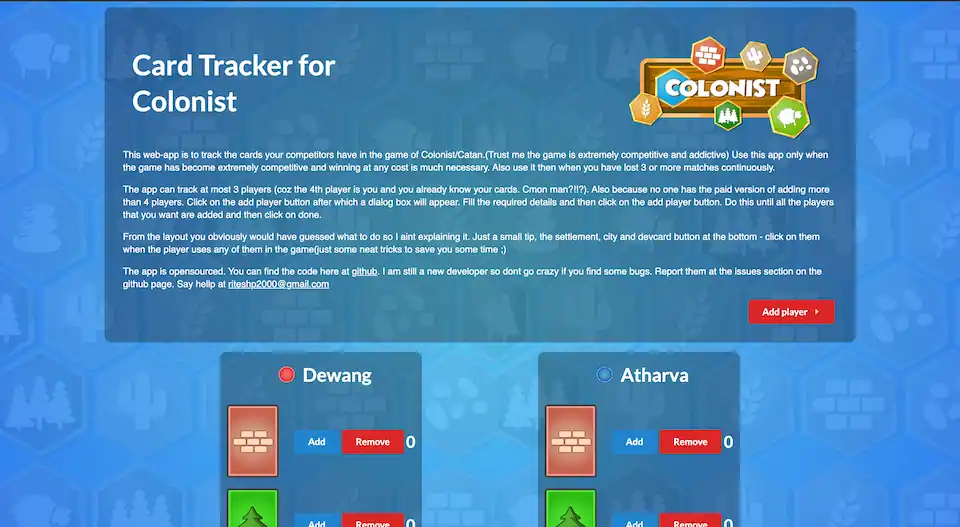 Card Tracker for
Colonist
COLONIST
This web-app is to track the cards your competitors have in the game of Colonist/Catan.(Trust me the game is extremely competitive and addictive) Use this app only when
the game has become extremely competitive and winning at any cost is much necessary. Also use it then when you have lost 3 or more matches continuously.
The app can track at most 3 players (coz the 4th player is you and you already know your cards. Cmon man?!!?). Also because no one has the paid version of adding more
than 4 players. Click on the add player button after which a dialog box will appear. Fill the required details and then click on the add player button. Do this until all the players
that you want are added and then click on done.
From the layout you obviously would have guessed what to do so I aint explaining it. Just a small tip, the settlement, city and devcard button at the bottom - click on them
when the player uses any of them in the game(just some neat tricks to save you some time ;)
The app is opensourced. You can find the code here at github. I am still a new developer so dont go crazy if you find some bugs. Report them at the issues section on the
github page. Say hellp at riteshp2000@gmail.com
Add player
Dewang
Atharva
Add Remove 0
Add Remove 0
Add Remove 0
Add Remove 0